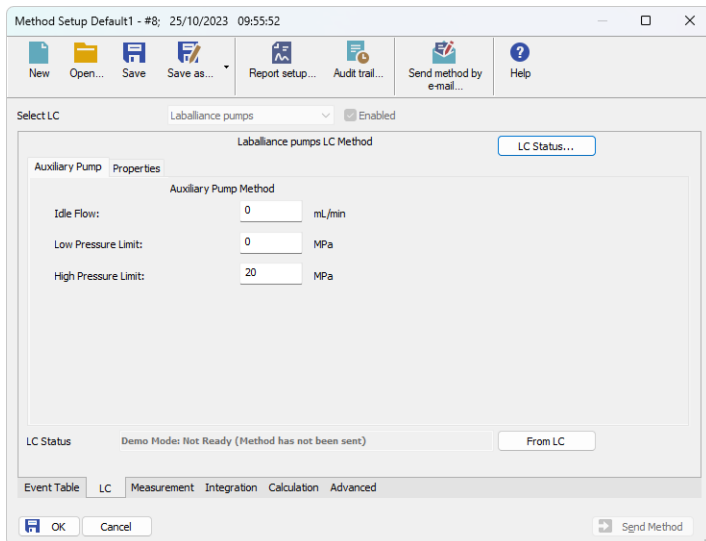 Method Setup Default1 - #8; 25/10/2023 09:55:52
New Open... Save Save as... Report setup... Audit trail... Send method by e-mail... Help
Select LC Laballiance pumps Enabled
Laballiance pumps LC Method LC Status...
Auxiliary Pump Properties
Auxiliary Pump Method
Idle Flow: 0 mL/min
Low Pressure Limit: 0 MPa
High Pressure Limit: 20 MPa
LC Status Demo Mode: Not Ready (Method has not been sent) From LC
Event Table LC Measurement Integration Calculation Advanced
OK Cancel Send Method